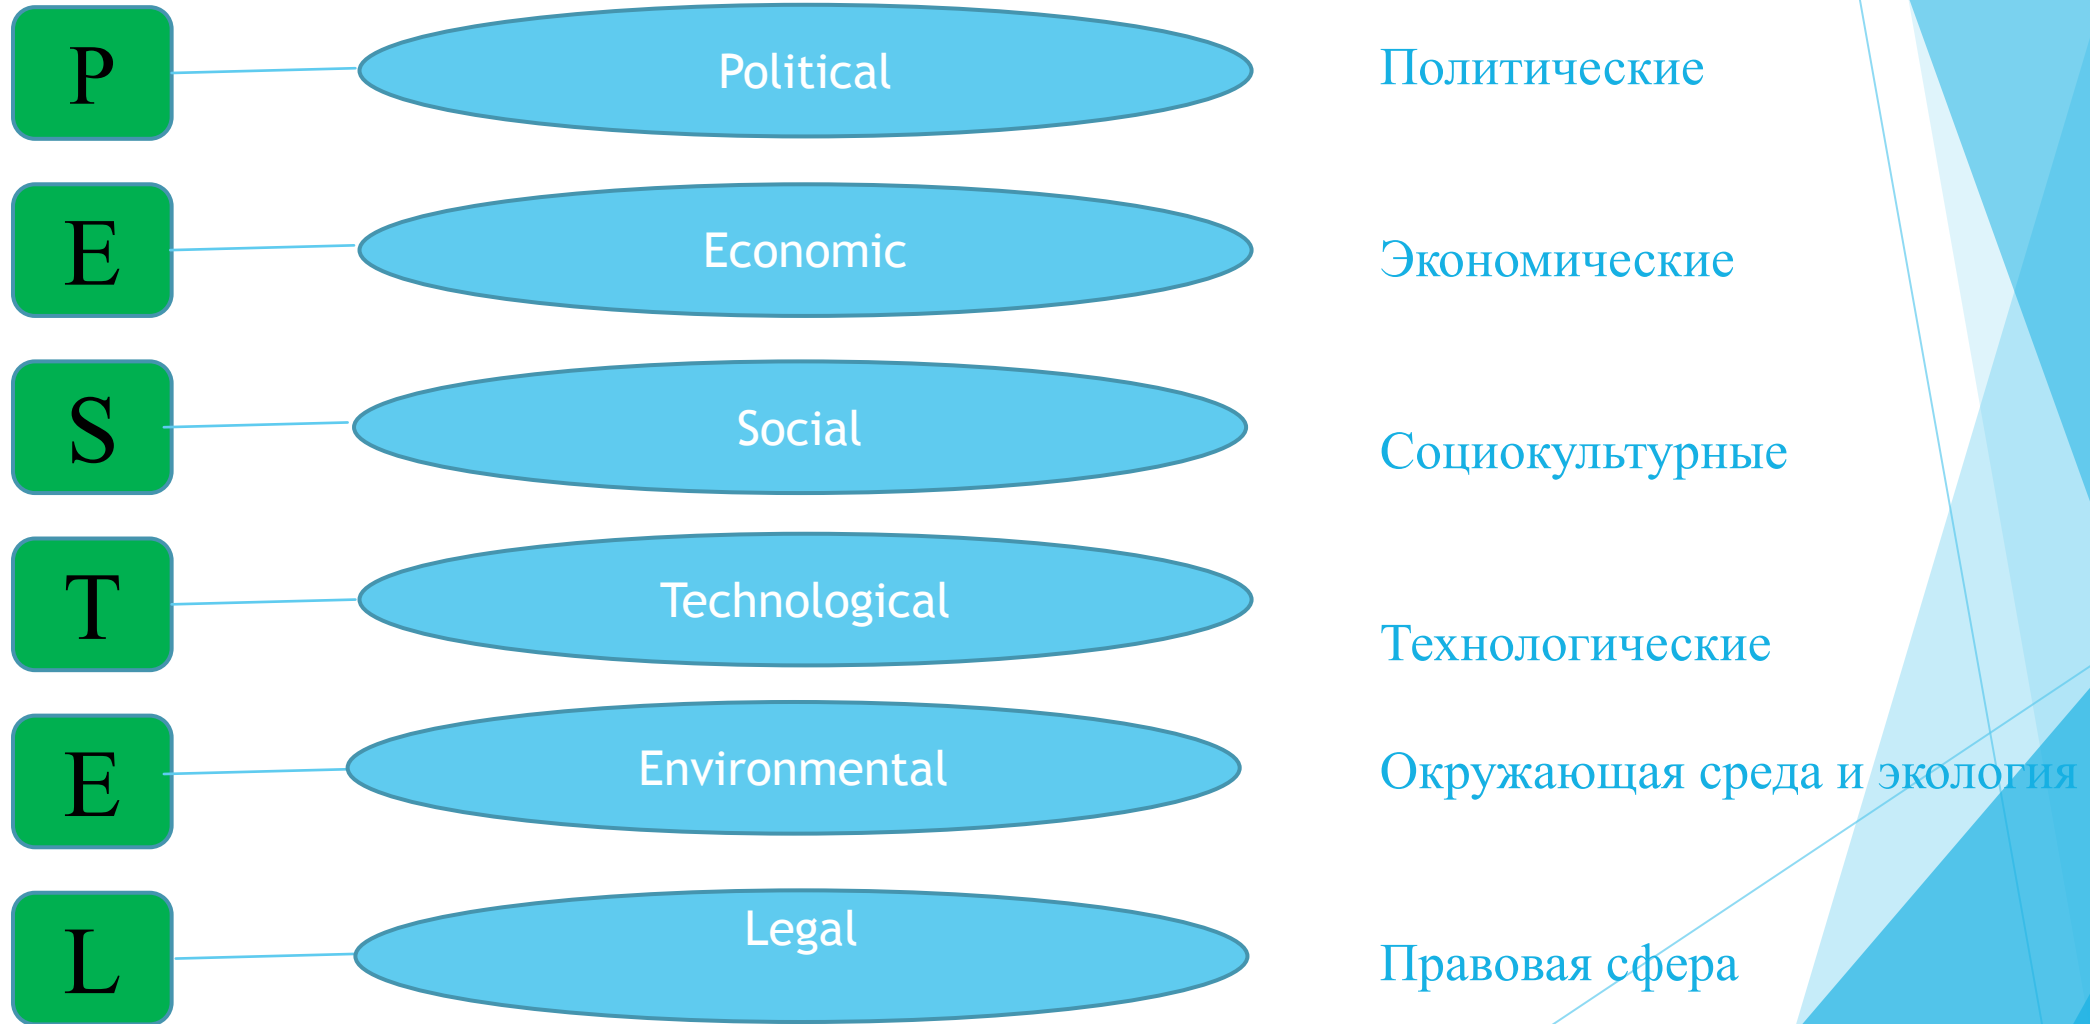 P
Political
Политические
E
Economic
Экономические
S
Social
Социокультурные
T
Technological
Технологические
E
Environmental
Окружающая среда и экология
L
Legal
Правовая сфера